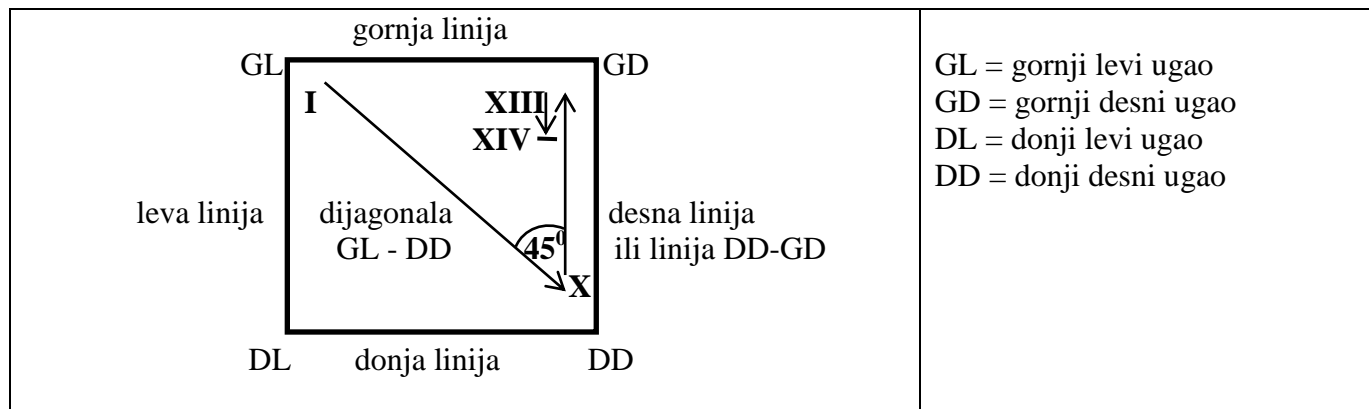 gornja linija
GL
GD
I
XIII
XIV
leva linija
dijagonala
GL - DD
45⁰
desna linija
ili linija DD-GD
X
DL
donja linija
DD
GL = gornji levi ugao
GD = gornji desni ugao
DL = donji levi ugao
DD = donji desni ugao